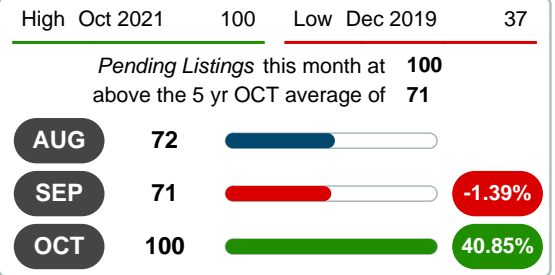 High Oct 2021 100 Low Dec 2019 37
Pending Listings this month at 100
above the 5 yr OCT average of 71
AUG 72
SEP 71 -1.39%
OCT 100 40.85%